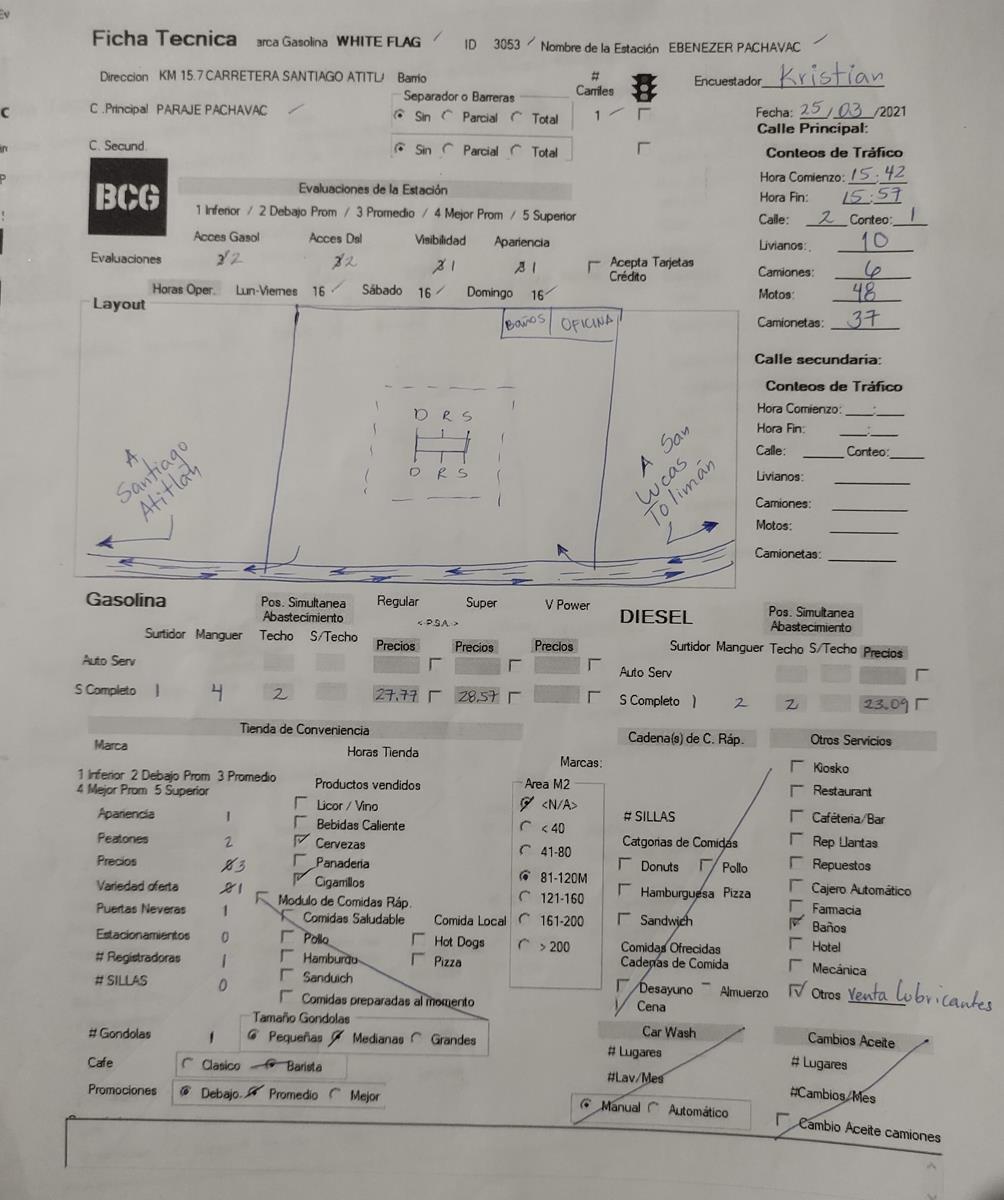 Ficha Tecnica arca Gasolina WHITE FLAG ID 3053 Nombre de la Estación EBENEZER PACHAVAC
Direccion KM 15.7 CARRETERA SANTIAGO ATITL Barrio
# Carriles
Encuestador Kristian
Separador o Barreras
C .Principal PARAJE PACHAVAC
Sin Parcial Total 1
Fecha: 25/03/2021
Calle Principal:
C. Secund.
Sin Parcial Total
Conteos de Tráfico
Hora Comienzo: 15:42
Hora Fin: 15:57
Calle: 2 Conteo: 1
Livianos: 10
Camiones: 6
Motos: 48
Camionetas: 37
BCG
Evaluaciones de la Estación
1 Inferior / 2 Debajo Prom / 3 Promedio / 4 Mejor Prom / 5 Superior
Acces Gasol Acces Dsl Visibilidad Apariencia
Evaluaciones 3 2 3 2 3 1 3 1 Acepta Tarjetas Crédito
Horas Oper. Lun-Viernes 16 Sábado 16 Domingo 16
Layout
Baños OFICINA
D R S
D R S
A Santiago Atitlán
A San Lucas Tolimán
Calle secundaria:
Conteos de Tráfico
Hora Comienzo: __:__
Hora Fin: __:__
Calle: Conteo:
Livianos:
Camiones:
Motos:
Camionetas:
Gasolina
Pos. Simultanea Abastecimiento
Regular Super V Power
<-P.S.A.->
Surtidor Manguer Techo S/Techo Precios Precios Precios
Auto Serv
S Completo 1 4 2 27.77 28.57
DIESEL
Pos. Simultanea Abastecimiento
Surtidor Manguer Techo S/Techo Precios
Auto Serv
S Completo 1 2 2 23.09
Tienda de Conveniencia
Marca
Horas Tienda
1 Inferior 2 Debajo Prom 3 Promedio
4 Mejor Prom 5 Superior
Apariencia 1
Peatones 2
Precios 3
Variedad oferta 1
Puertas Neveras 1
Estacionamientos 0
# Registradoras 1
# SILLAS 0
Productos vendidos
Licor / Vino
Bebidas Caliente
Cervezas
Panaderia
Cigarrillos
Modulo de Comidas Ráp.
Comidas Saludable Comida Local
Pollo Hot Dogs
Hamburgu Pizza
Sanduich
Comidas preparadas al momento
Marcas:
Area M2
<N/A>
< 40
41-80
81-120M
121-160
161-200
> 200
# Gondolas 1
Tamaño Gondolas
Pequeñas Medianas Grandes
Cafe Clasico Barista
Promociones Debajo. Promedio Mejor
Cadena(s) de C. Ráp.
# SILLAS
Catgorias de Comidas
Donuts Pollo
Hamburguesa Pizza
Sandwich
Comidas Ofrecidas
Cadenas de Comida
Desayuno Almuerzo
Cena
Car Wash
# Lugares
#Lav/Mes
Manual Automático
Otros Servicios
Kiosko
Restaurant
Caféteria/Bar
Rep Llantas
Repuestos
Cajero Automático
Farmacia
Baños
Hotel
Mecánica
Otros Venta Lubricantes
Cambios Aceite
# Lugares
#Cambios/Mes
Cambio Aceite camiones